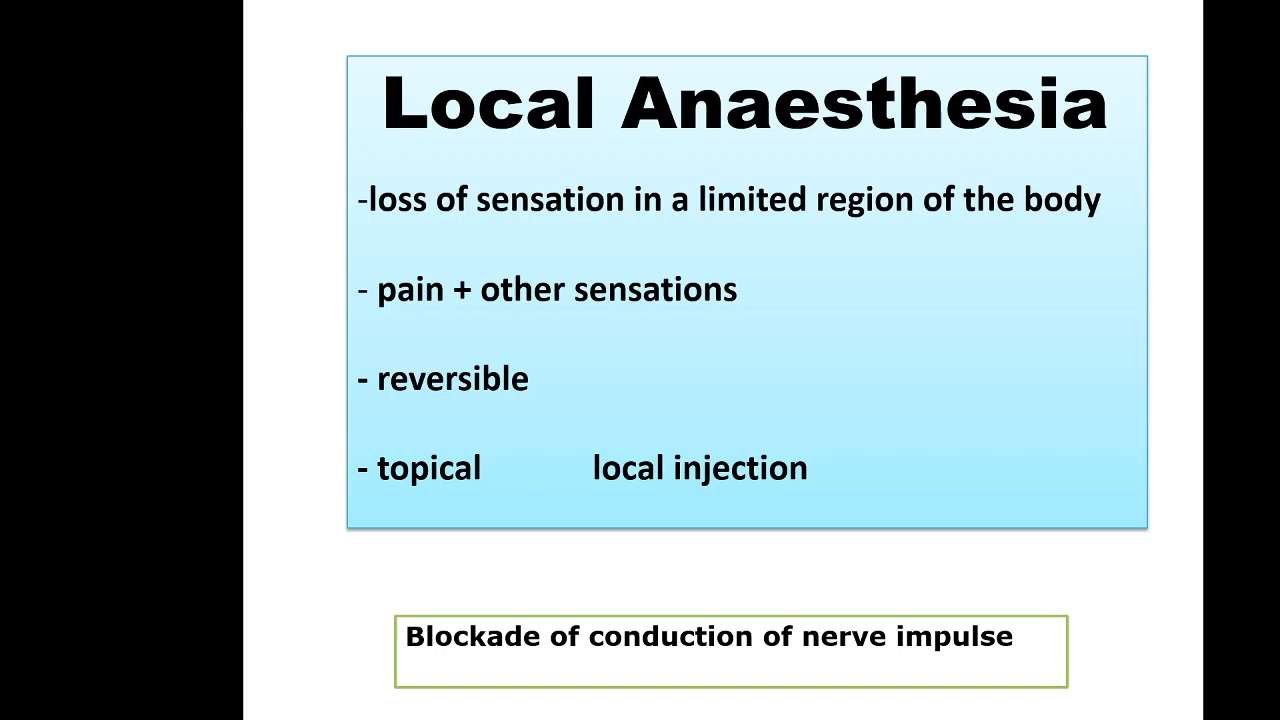 Local Anaesthesia
-loss of sensation in a limited region of the body
- pain + other sensations
- reversible
- topical local injection
Blockade of conduction of nerve impulse